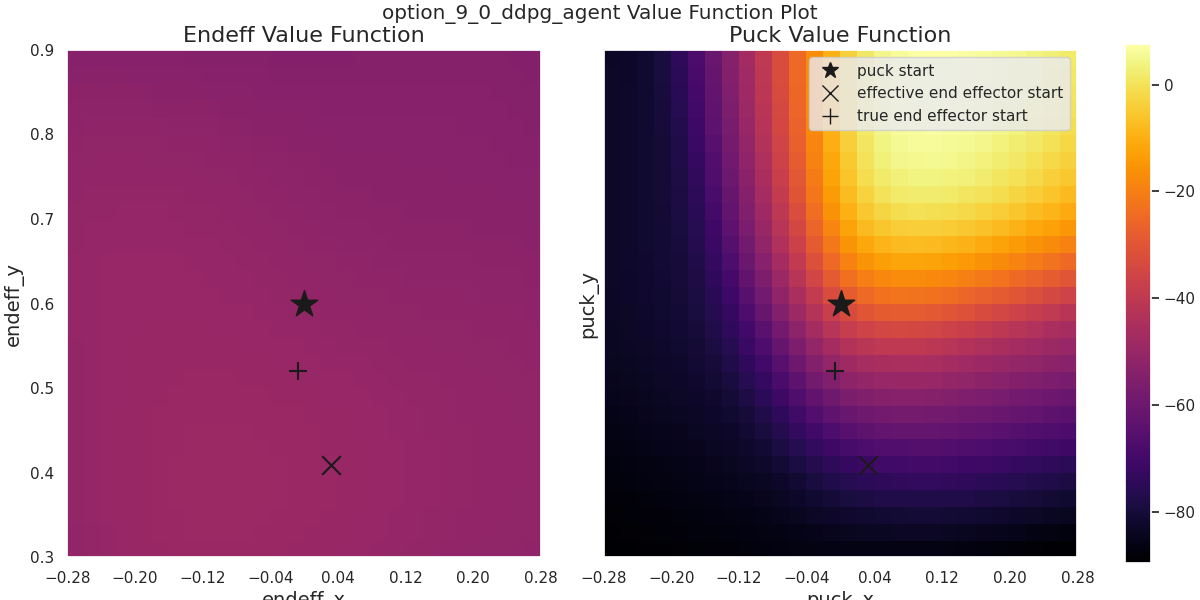 option_9_0_ddpg_agent Value Function Plot
Endeff Value Function
Puck Value Function
puck start
effective end effector start
true end effector start
0.9
0.8
0.7
0.6
0.5
0.4
0.3
endeff_y
puck_y
−0.28 −0.20 −0.12 −0.04 0.04 0.12 0.20 0.28
endeff_x
−0.28 −0.20 −0.12 −0.04 0.04 0.12 0.20 0.28
puck_x
0
−20
−40
−60
−80